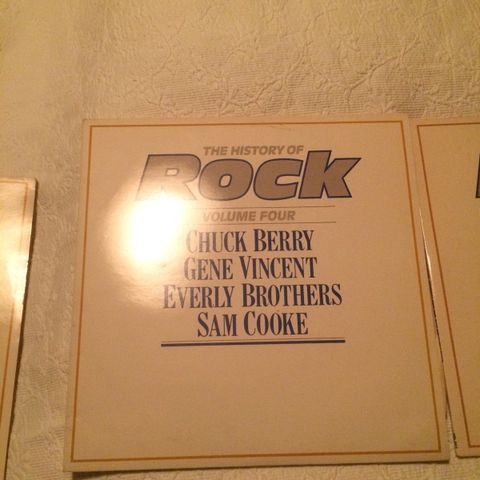 THE HISTORY OF
Rock
VOLUME FOUR
CHUCK BERRY
GENE VINCENT
EVERLY BROTHERS
SAM COOKE